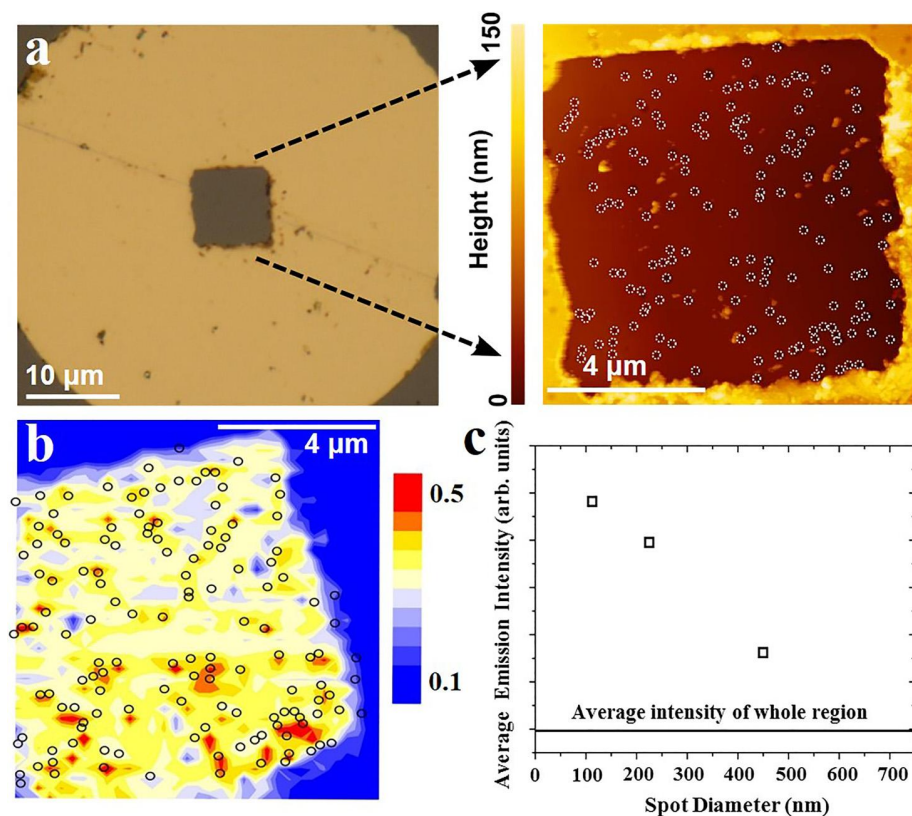 a
10 μm
150
Height (nm)
0
4 μm
b
4 μm
0.5
0.1
c
Average Emission Intensity (arb. units)
Average intensity of whole region
0 100 200 300 400 500 600 700
Spot Diameter (nm)